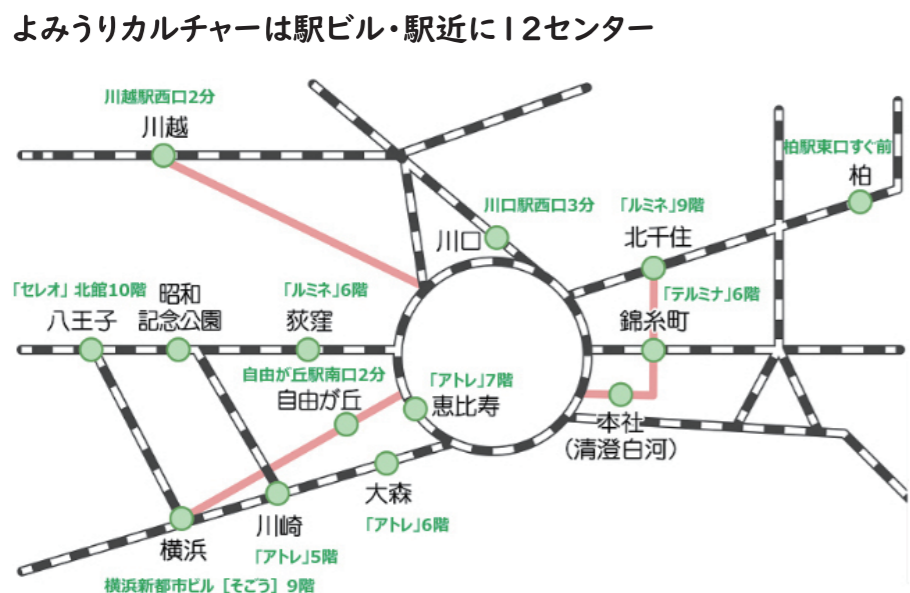 よみうりカルチャーは駅ビル・駅近に12センター
川越駅西口2分
川越
川口駅西口3分
川口
「ルミネ」9階
北千住
柏駅東口すぐ前
柏
「セレオ」北館10階
八王子
昭和
記念公園
「ルミネ」6階
荻窪
「テルミナ」6階
錦糸町
自由が丘駅南口2分
自由が丘
「アトレ」7階
恵比寿
本社
(清澄白河)
大森
「アトレ」6階
川崎
「アトレ」5階
横浜
横浜新都市ビル[そごう]9階